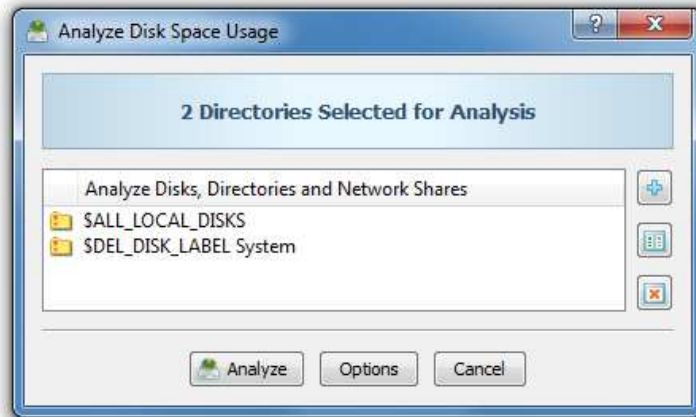 Analyze Disk Space Usage
2 Directories Selected for Analysis
Analyze Disks, Directories and Network Shares
$ALL_LOCAL_DISKS
$DEL_DISK_LABEL System
Analyze Options Cancel